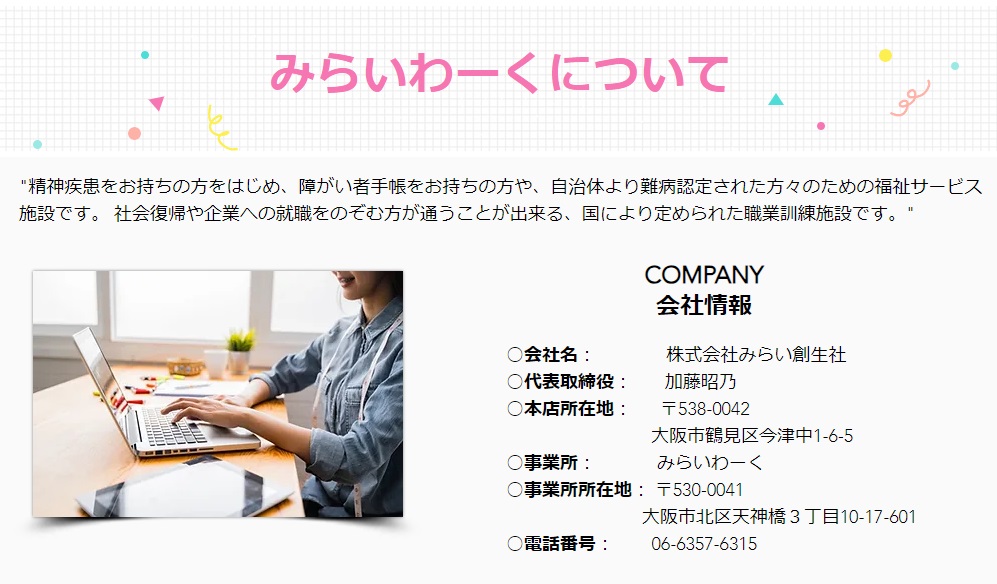 みらいわーくについて
"精神疾患をお持ちの方をはじめ、障がい者手帳をお持ちの方や、自治体より難病認定された方々のための福祉サービス
施設です。 社会復帰や企業への就職をのぞむ方が通うことが出来る、国により定められた職業訓練施設です。"
COMPANY
会社情報
○会社名： 株式会社みらい創生社
○代表取締役： 加藤昭乃
○本店所在地： 〒538-0042
大阪市鶴見区今津中1-6-5
○事業所： みらいわーく
○事業所所在地： 〒530-0041
大阪市北区天神橋３丁目10-17-601
○電話番号： 06-6357-6315